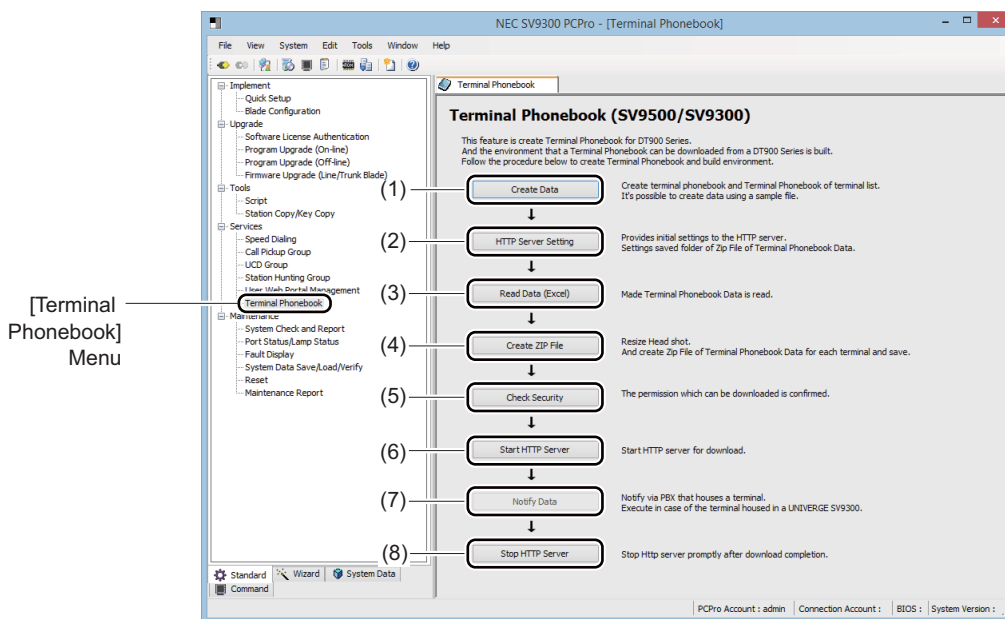 NEC SV9300 PCPro - [Terminal Phonebook]
File View System Edit Tools Window Help
Implement
Quick Setup
Blade Configuration
Upgrade
Software License Authentication
Program Upgrade (On-line)
Program Upgrade (Off-line)
Firmware Upgrade (Line/Trunk Blade)
Tools
Script
Station Copy/Key Copy
Services
Speed Dialing
Call Pickup Group
UCD Group
Station Hunting Group
User Web Portal Management
Terminal Phonebook
Maintenance
System Check and Report
Port Status/Lamp Status
Fault Display
System Data Save/Load/Verify
Reset
Maintenance Report
[Terminal
Phonebook]
Menu
Standard Wizard System Data
Command
Terminal Phonebook
Terminal Phonebook (SV9500/SV9300)
This feature is create Terminal Phonebook for DT900 Series.
And the environment that a Terminal Phonebook can be downloaded from a DT900 Series is built.
Follow the procedure below to create Terminal Phonebook and build environment.
(1) Create Data
Create terminal phonebook and Terminal Phonebook of terminal list.
It's possible to create data using a sample file.
(2) HTTP Server Setting
Provides initial settings to the HTTP server.
Settings saved folder of Zip File of Terminal Phonebook Data.
(3) Read Data (Excel)
Made Terminal Phonebook Data is read.
(4) Create ZIP File
Resize Head shot.
And create Zip File of Terminal Phonebook Data for each terminal and save.
(5) Check Security
The permission which can be downloaded is confirmed.
(6) Start HTTP Server
Start HTTP server for download.
(7) Notify Data
Notify via PBX that houses a terminal.
Execute in case of the terminal housed in a UNIVERGE SV9300.
(8) Stop HTTP Server
Stop Http server promptly after download completion.
PCPro Account : admin Connection Account : BIOS : System Version :